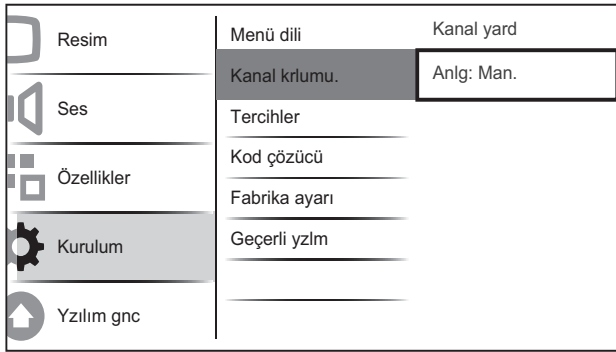 Resim
Ses
Özellikler
Kurulum
Yzılım gnc
Menü dili
Kanal krlumu.
Tercihler
Kod çözücü
Fabrika ayarı
Geçerli yzlm
Kanal yard
Anlg: Man.